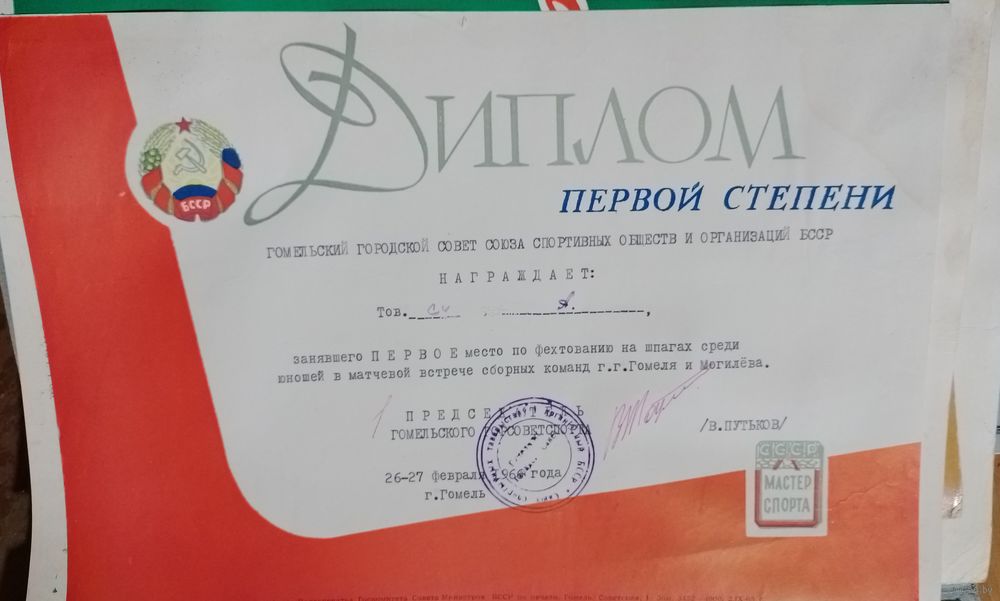 ДИПЛОМ
ПЕРВОЙ СТЕПЕНИ
БССР
ГОМЕЛЬСКИЙ ГОРОДСКОЙ СОВЕТ СОЮЗА СПОРТИВНЫХ ОБЩЕСТВ И ОРГАНИЗАЦИЙ БССР
НАГРАЖДАЕТ:
Тов.
занявшего ПЕРВОЕ место по фехтованию на шпагах среди
юношей в матчевой встрече сборных команд г.г.Гомеля и Могилёва.
ПРЕДСЕДАТЕЛЬ
ГОМЕЛЬСКОГО
/В.ПУТЬКОВ/
26-27 февраля 1966 года
г.Гомель
СССР
МАСТЕР
СПОРТА